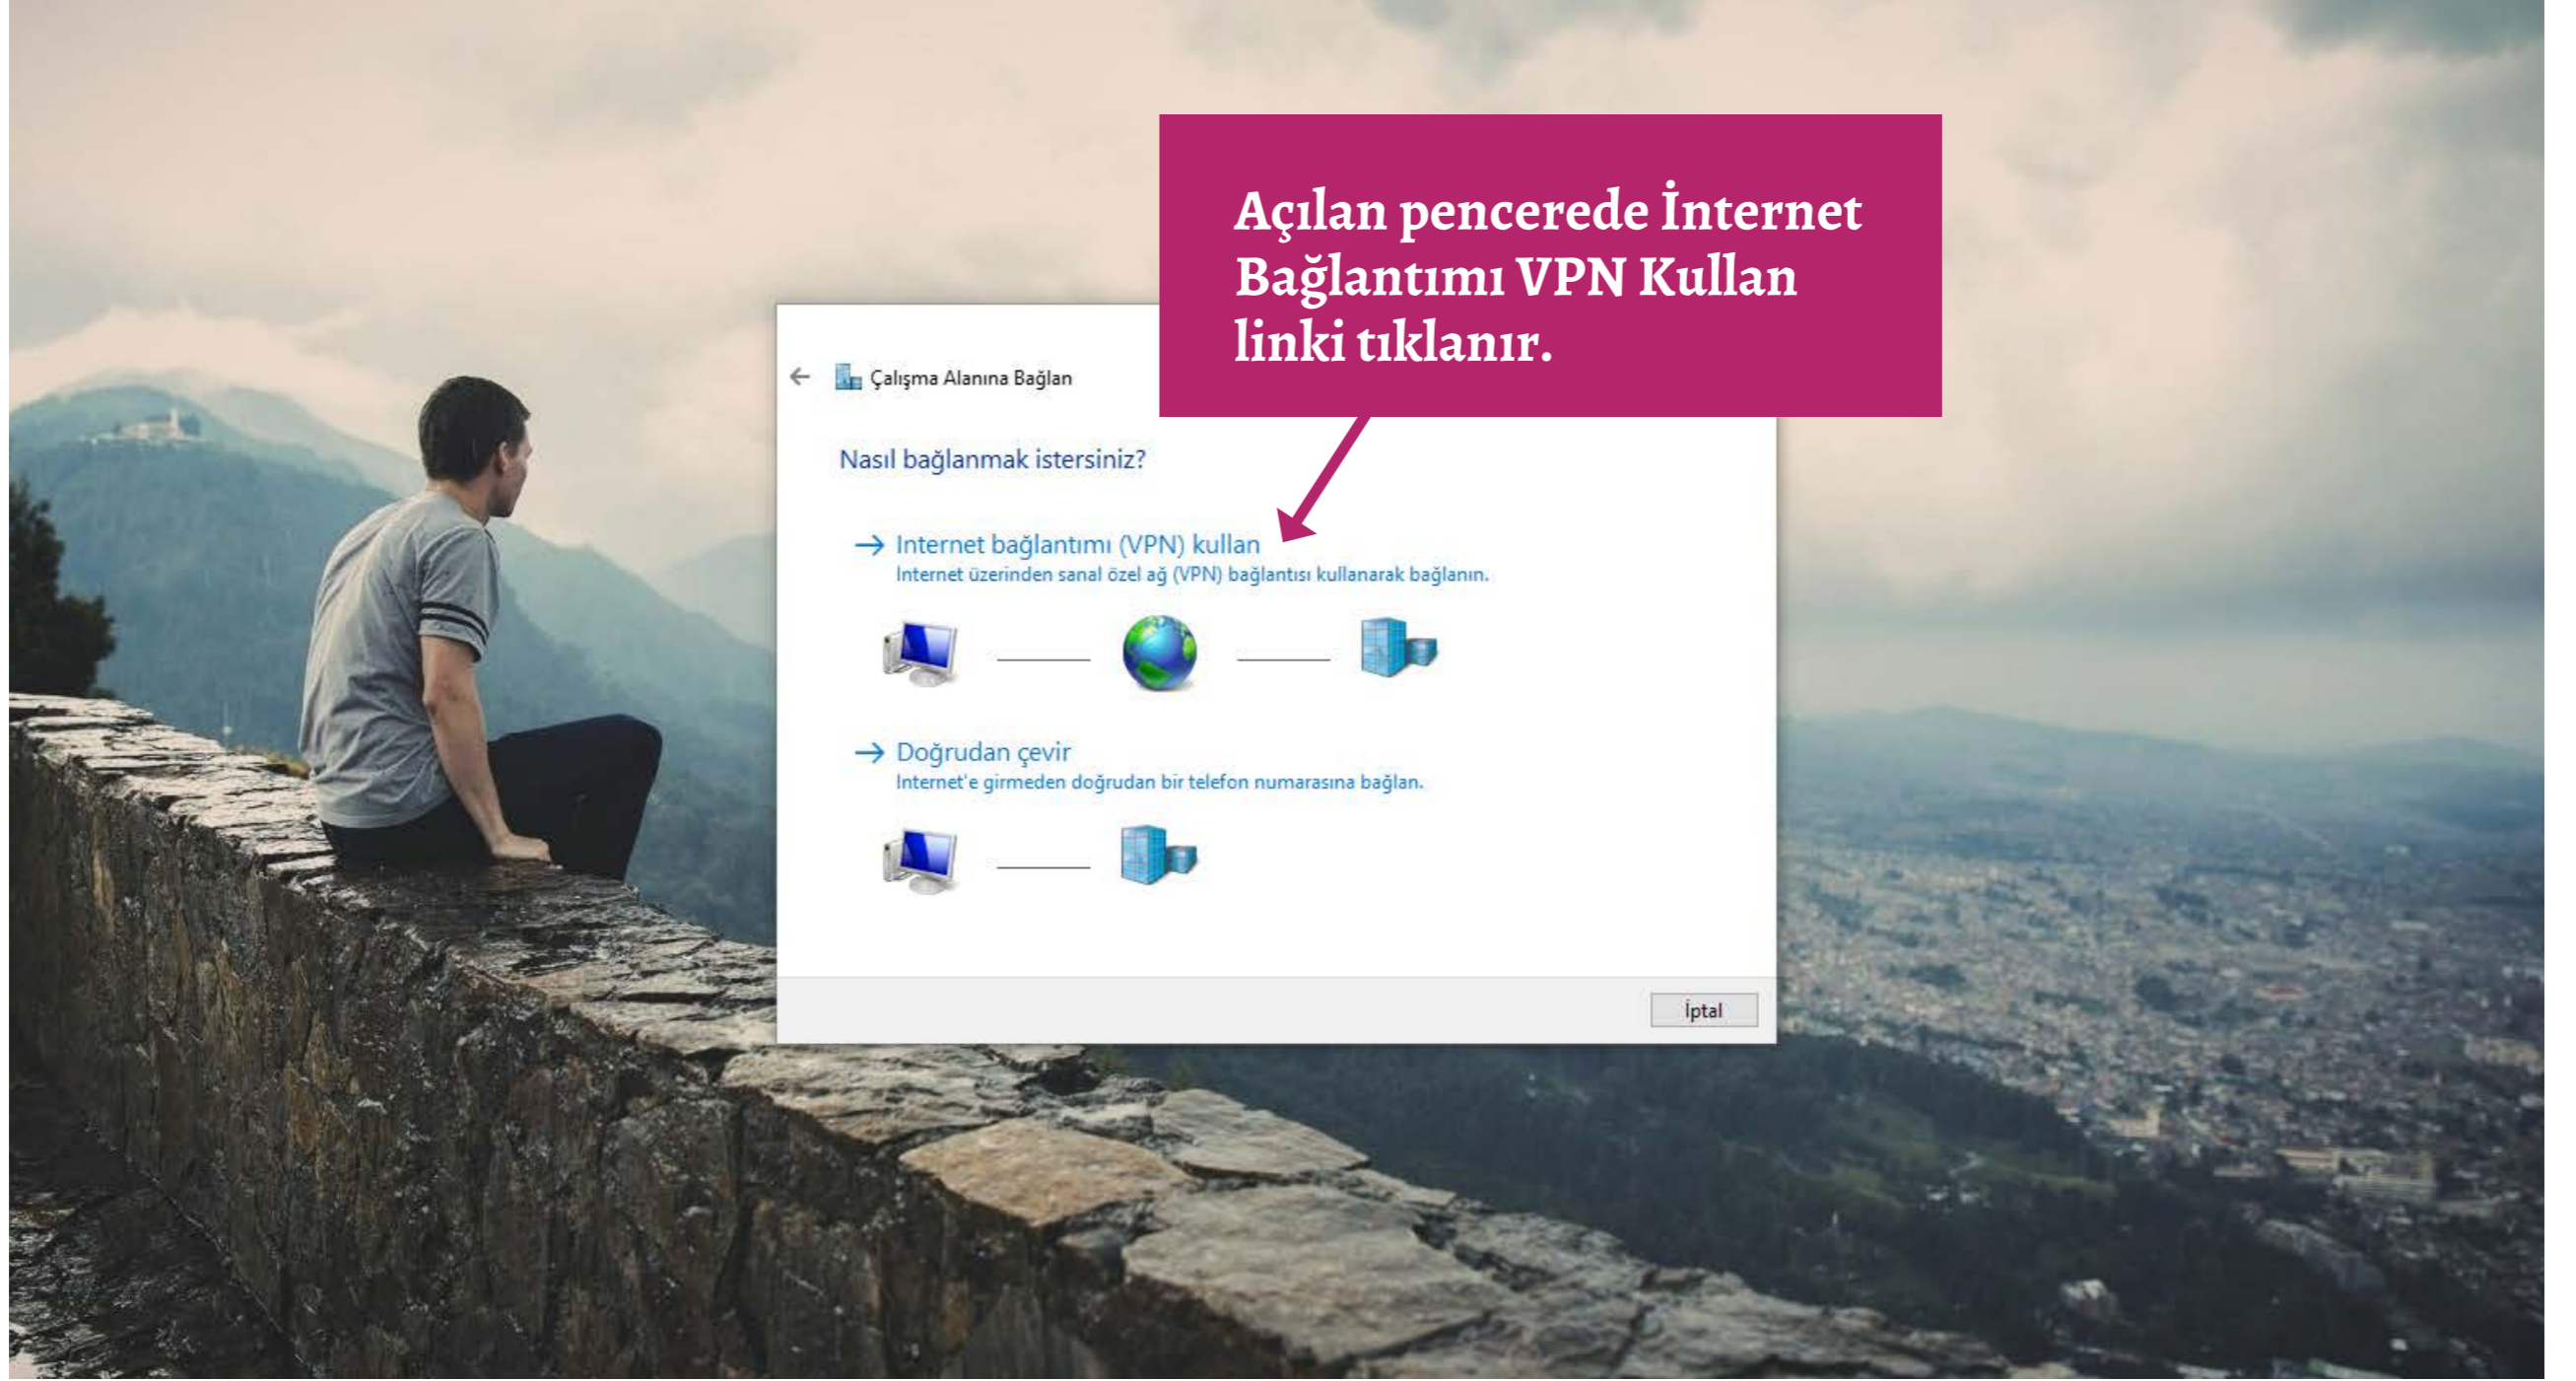 Açılan pencerede İnternet
Bağlantımı VPN Kullan
linki tıklanır.
Çalışma Alanına Bağlan
Nasıl bağlanmak istersiniz?
Internet bağlantımı (VPN) kullan
Internet üzerinden sanal özel ağ (VPN) bağlantısı kullanarak bağlanın.
Doğrudan çevir
Internet'e girmeden doğrudan bir telefon numarasına bağlan.
İptal